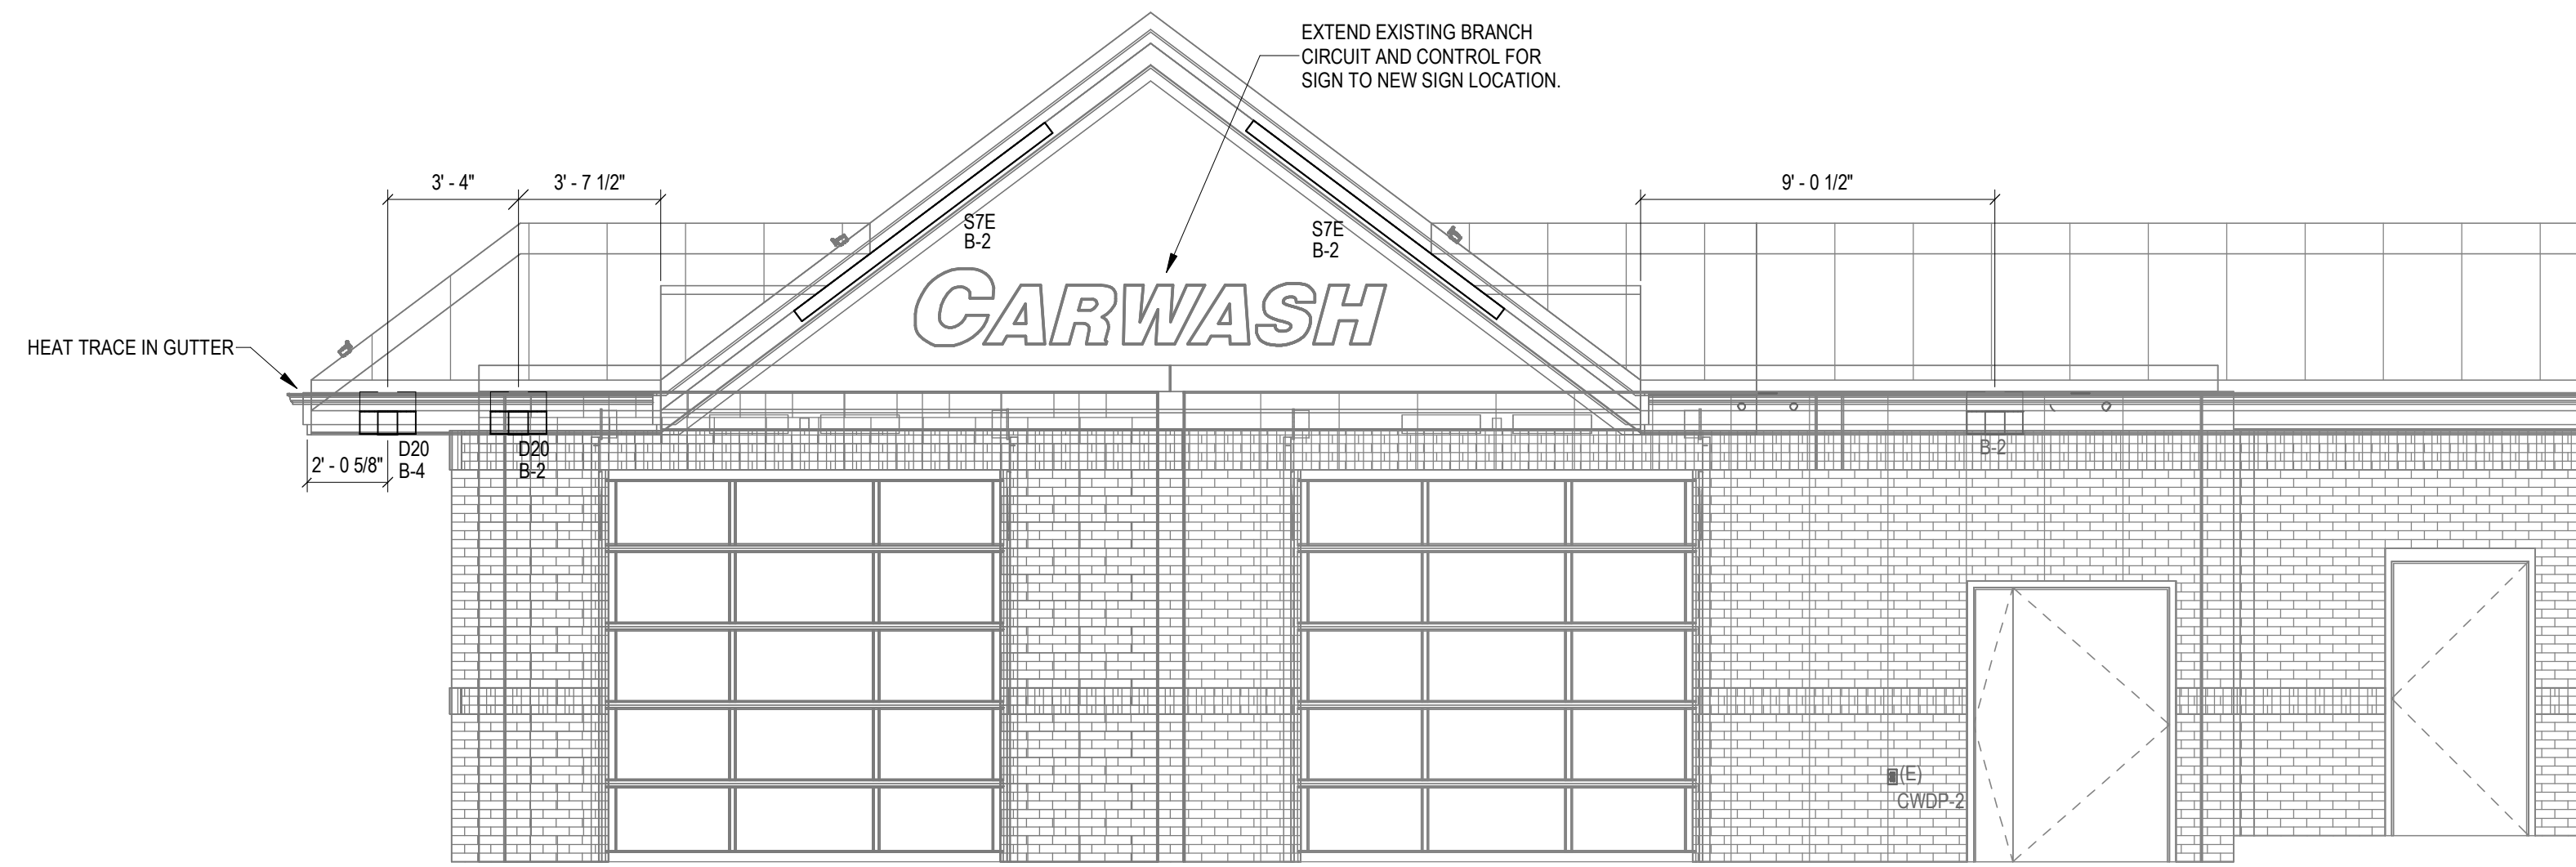 EXTEND EXISTING BRANCH
CIRCUIT AND CONTROL FOR
SIGN TO NEW SIGN LOCATION.
3' - 4"
3' - 7 1/2"
9' - 0 1/2"
S7E
B-2
S7E
B-2
CARWASH
HEAT TRACE IN GUTTER
D20
B-4
D20
B-2
2' - 0 5/8"
B-2
(E)
CWDP-2